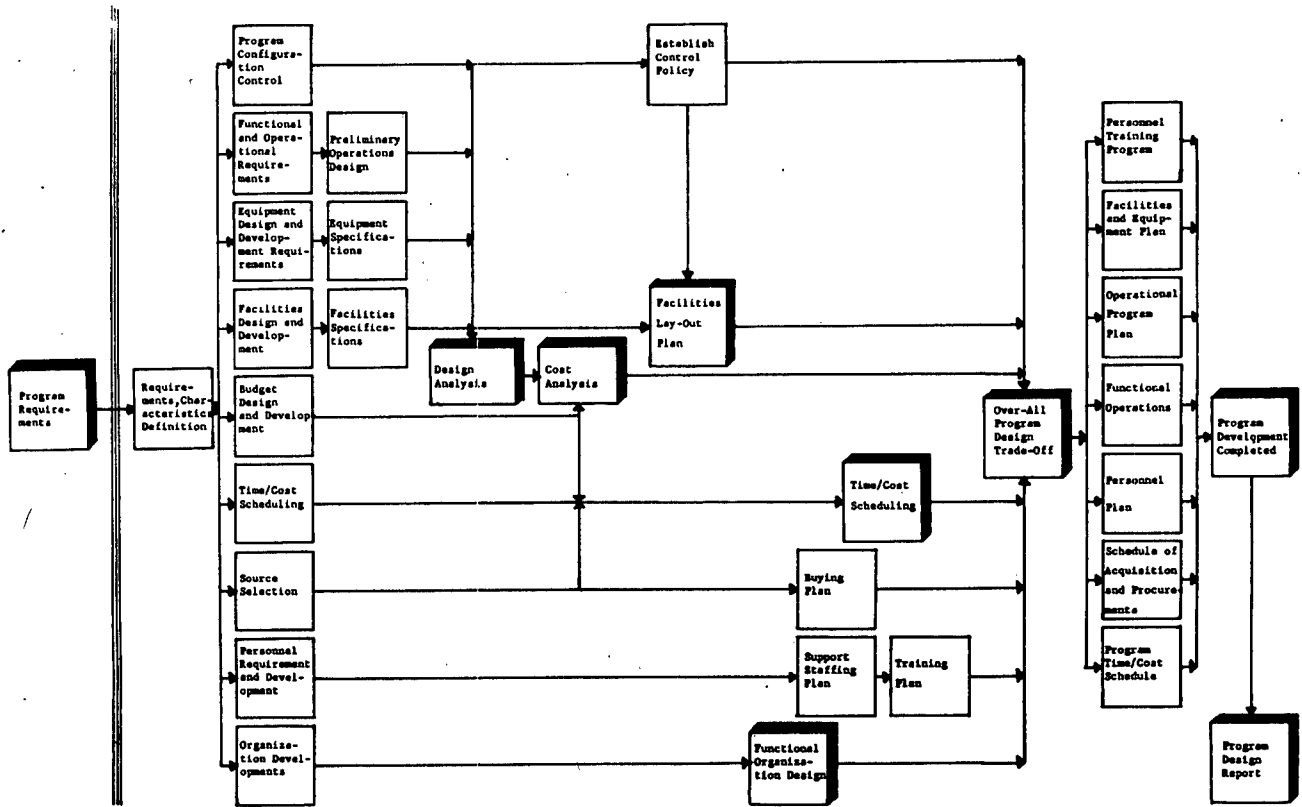 Program
Require-
ments
Require-
ments,Char-
acteristics
Definition
Program
Configura-
tion
Control
Functional
and Opera-
tional
Require-
ments
Preliminary
Operations
Design
Equipment
Design and
Develop-
ment Requi-
rements
Equipment
Specifica-
tions
Facilities
Design and
Develop-
ment
Facilities
Specifica-
tions
Budget
Design
and Develop
ment
Time/Cost
Scheduling
Source
Selection
Personnal
Requirement
and Devel-
opment
Organiza-
tion Devel-
opments
Design
Analysis
Cost
Analysis
Establish
Control
Policy
Facilities
Lay-Out
Plan
Time/Cost
Scheduling
Buying
Plan
Support
Staffing
Plan
Training
Plan
Functional
Organiza-
tion Design
Over-All
Program
Design
Trade-Off
Personnel
Training
Program
Facilities
and Equip-
ment Plan
Operational
Program
Plan
Functional
Operations
Personnel
Plan
Schedule of
Acquisition
and Procure-
ments
Program
Time/Cost
Schedule
Program
Development
Completed
Program
Design
Report